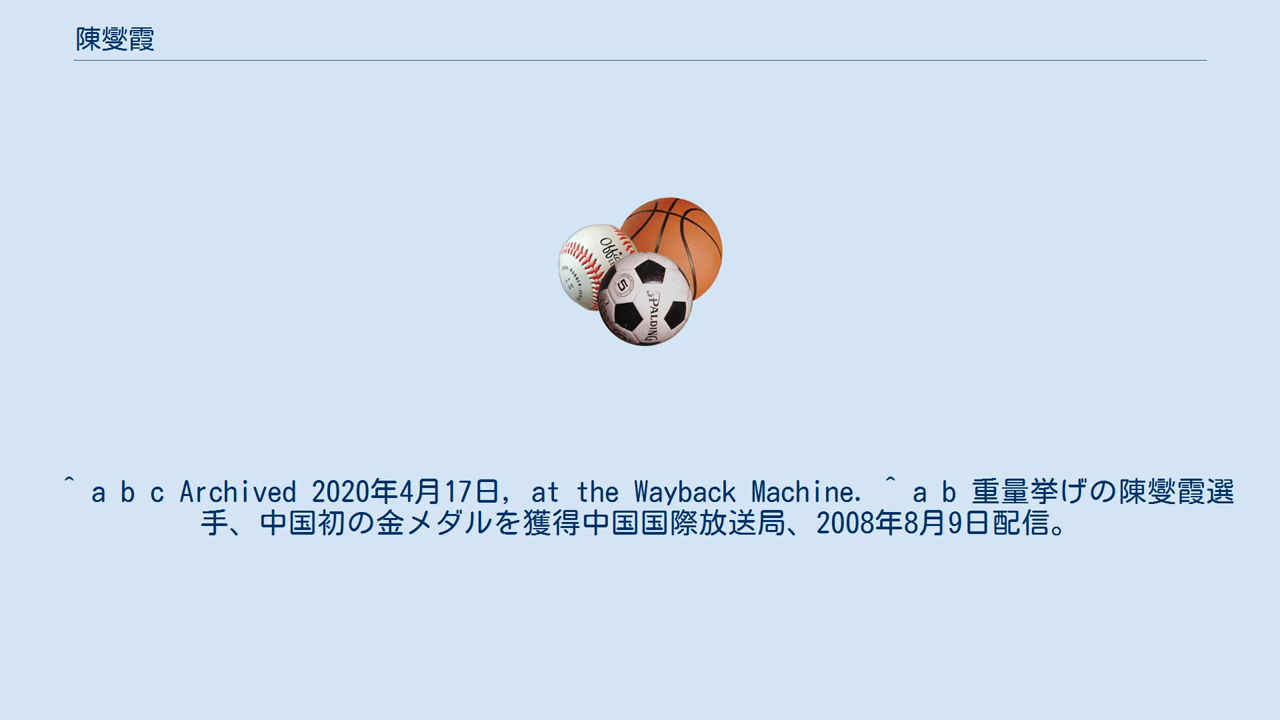 陳燮霞
Offici
5
SPALDING
^ a b c Archived 2020年4月17日, at the Wayback Machine. ^ a b 重量挙げの陳燮霞選
手、中国初の金メダルを獲得中国国際放送局、2008年8月9日配信。